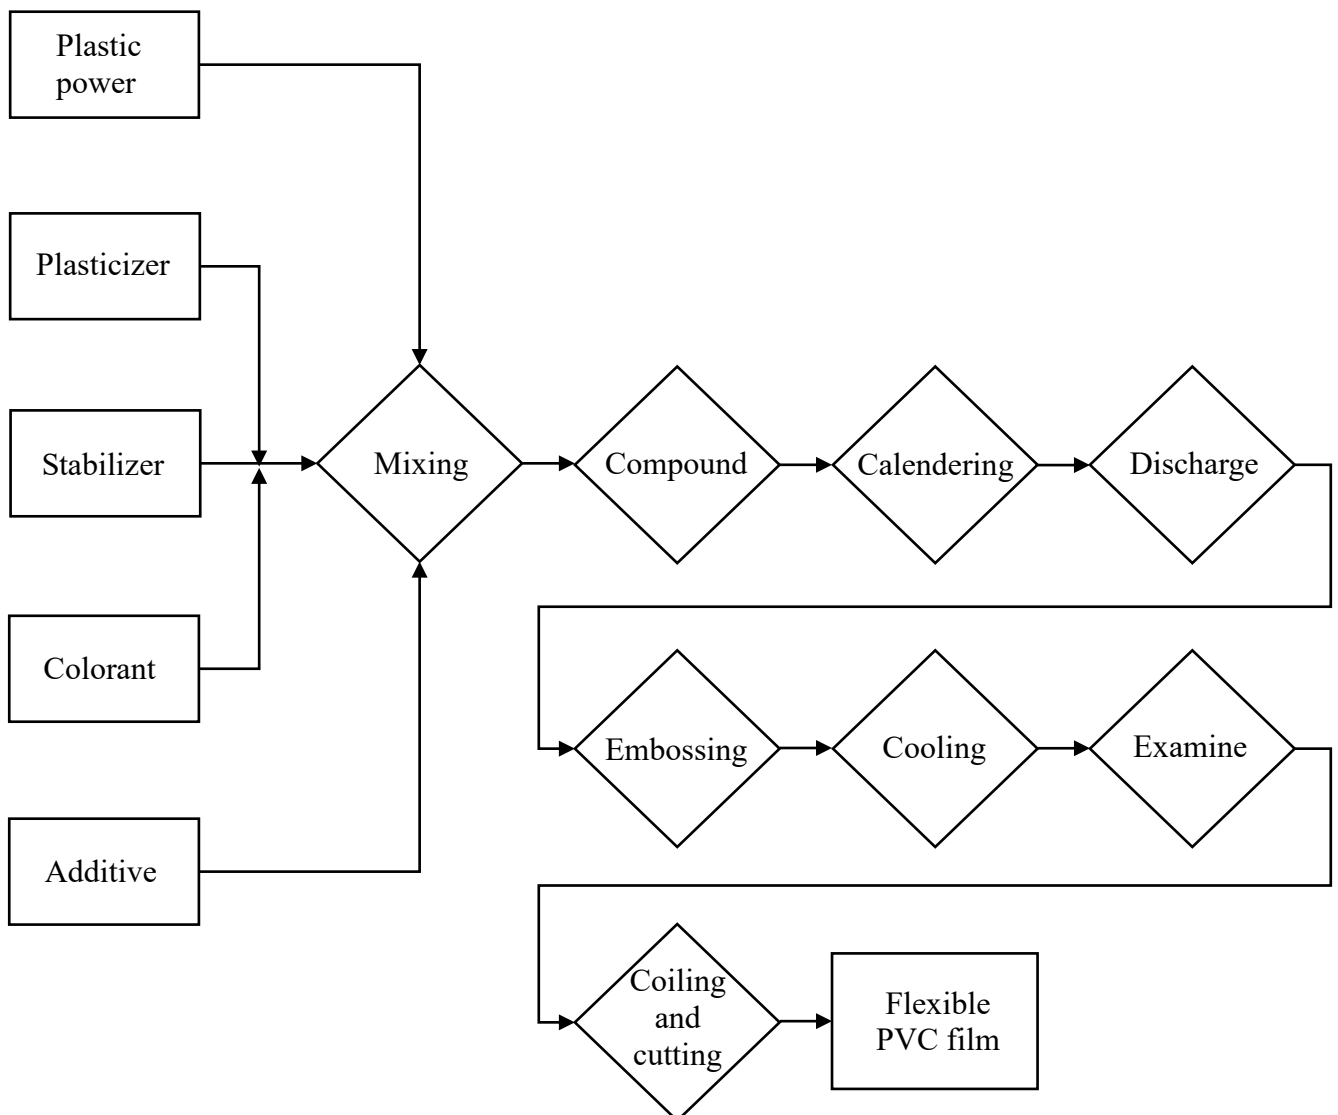 Plastic
power
Plasticizer
Stabilizer
Colorant
Additive
Mixing
Compound
Calendering
Discharge
Embossing
Cooling
Examine
Coiling
and
cutting
Flexible
PVC film